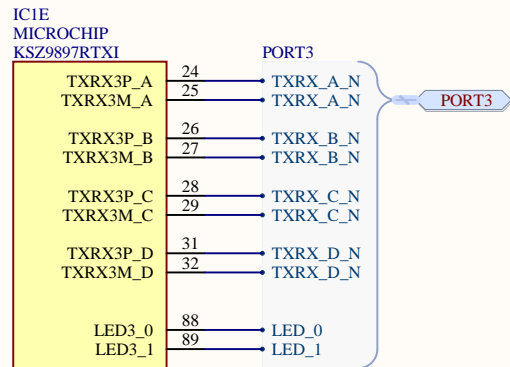 IC1E
MICROCHIP
KSZ9897RTXI PORT3
TXRX3P_A 24 TXRX_A_N
TXRX3M_A 25 TXRX_A_N
TXRX3P_B 26 TXRX_B_N
TXRX3M_B 27 TXRX_B_N
TXRX3P_C 28 TXRX_C_N
TXRX3M_C 29 TXRX_C_N
TXRX3P_D 31 TXRX_D_N
TXRX3M_D 32 TXRX_D_N
LED3_0 88 LED_0
LED3_1 89 LED_1
PORT3